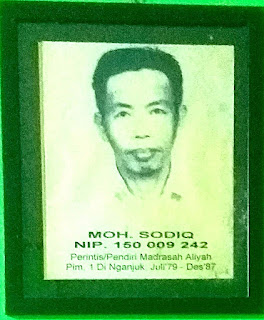 MOH. SODIQ
NIP. 150 009 242
Perintis/Pendiri Madrasah Aliyah
Pim. 1 Di Nganjuk. Juli'79 - Des'87